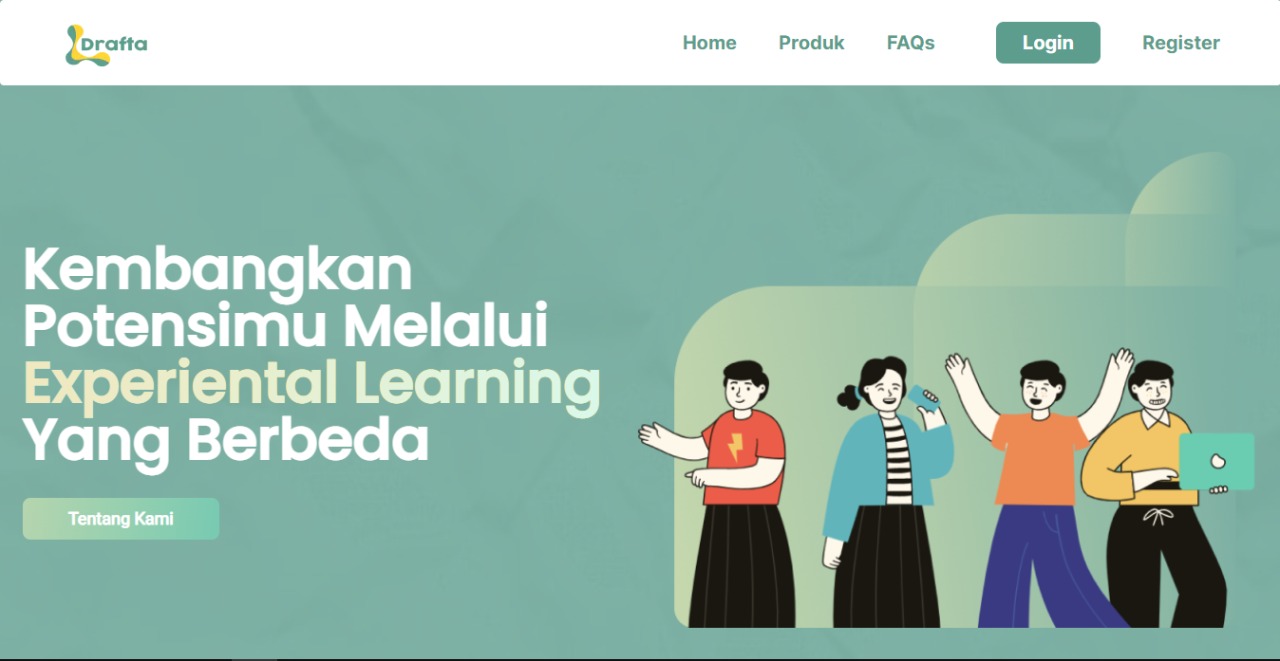 Drafta
Home
Produk
FAQs
Login
Register
Kembangkan
Potensimu Melalui
Experiental Learning
Yang Berbeda
Tentang Kami